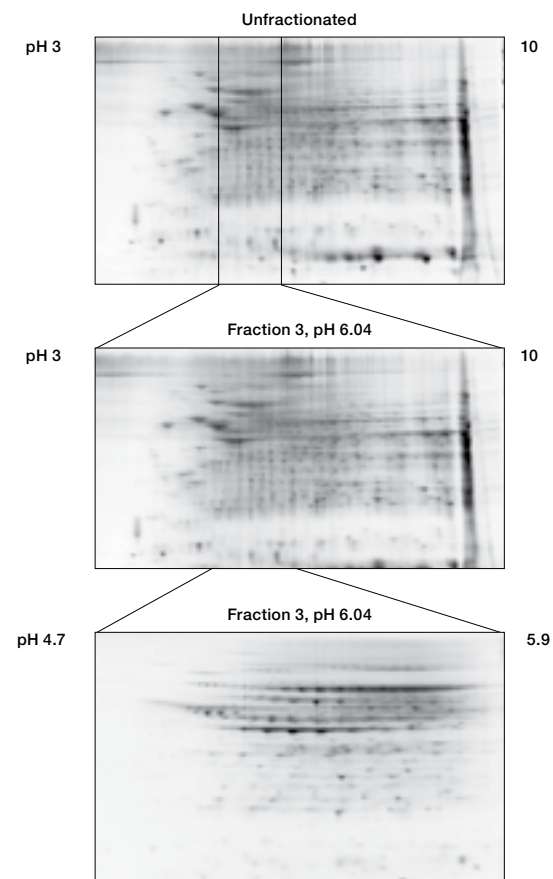 Unfractionated
pH 3 10
Fraction 3, pH 6.04
pH 3 10
Fraction 3, pH 6.04
pH 4.7 5.9